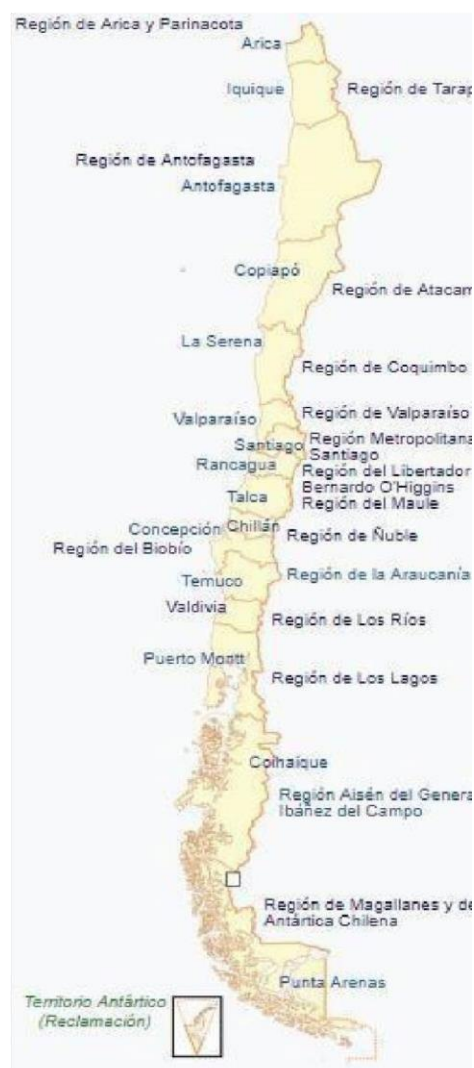 Región de Arica y Parinacota
Arica
Iquique
Región de Tarap
Región de Antofagasta
Antofagasta
Copiapó
Región de Atacam
La Serena
Región de Coquimbo
Valparaíso
Región de Valparaíso
Santiago
Región Metropolitana
Santiago
Rancagua
Región del Libertador
Bernardo O'Higgins
Talca
Región del Maule
Concepción
Chillán
Región de Ñuble
Región del Biobío
Temuco
Región de la Araucanía
Valdivia
Región de Los Ríos
Puerto Montt
Región de Los Lagos
Coihaique
Región Aisén del Genera
Ibáñez del Campo
Región de Magallanes y de
Antártica Chilena
Punta Arenas
Territorio Antártico
(Reclamación)